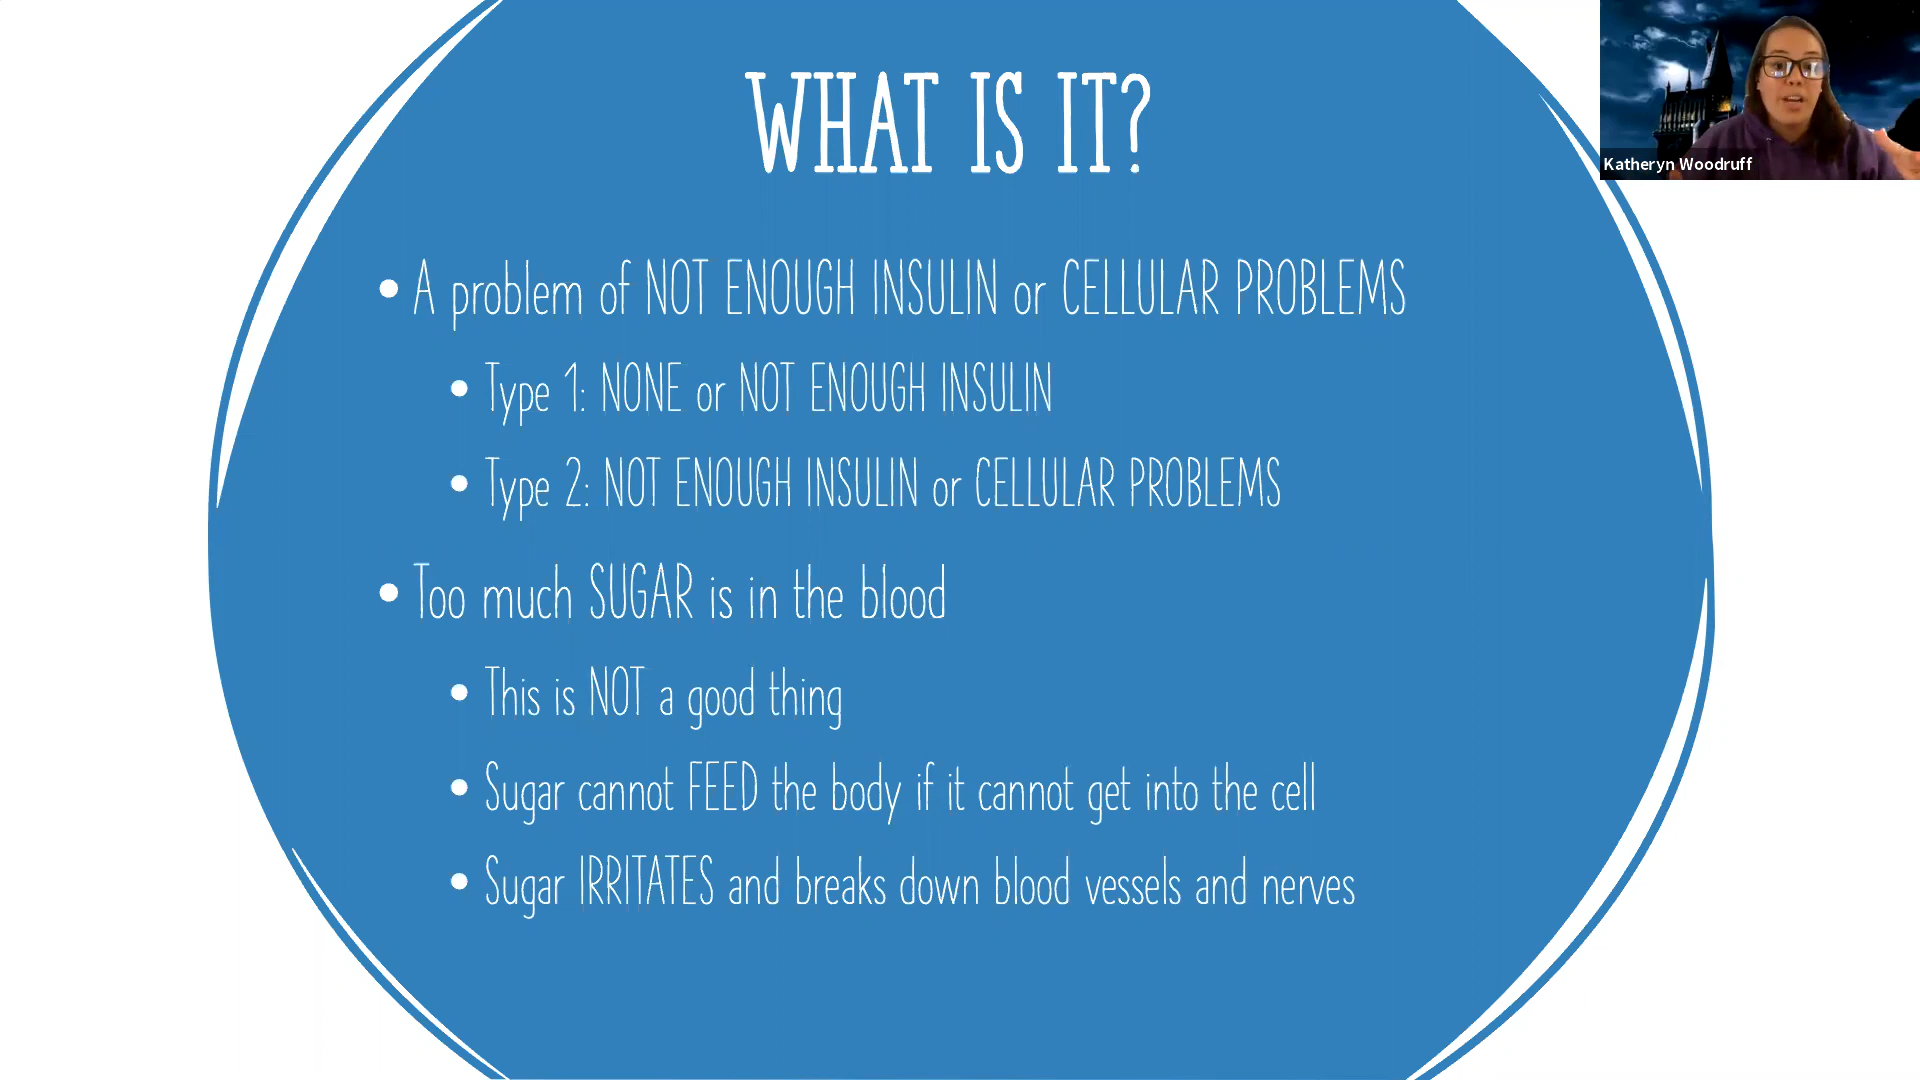 WHAT IS IT?
Katheryn Woodruff
• A problem of NOT ENOUGH INSULIN or CELLULAR PROBLEMS
• Type 1: NONE or NOT ENOUGH INSULIN
• Type 2: NOT ENOUGH INSULIN or CELLULAR PROBLEMS
• Too much SUGAR is in the blood
• This is NOT a good thing
• Sugar cannot FEED the body if it cannot get into the cell
• Sugar IRRITATES and breaks down blood vessels and nerves